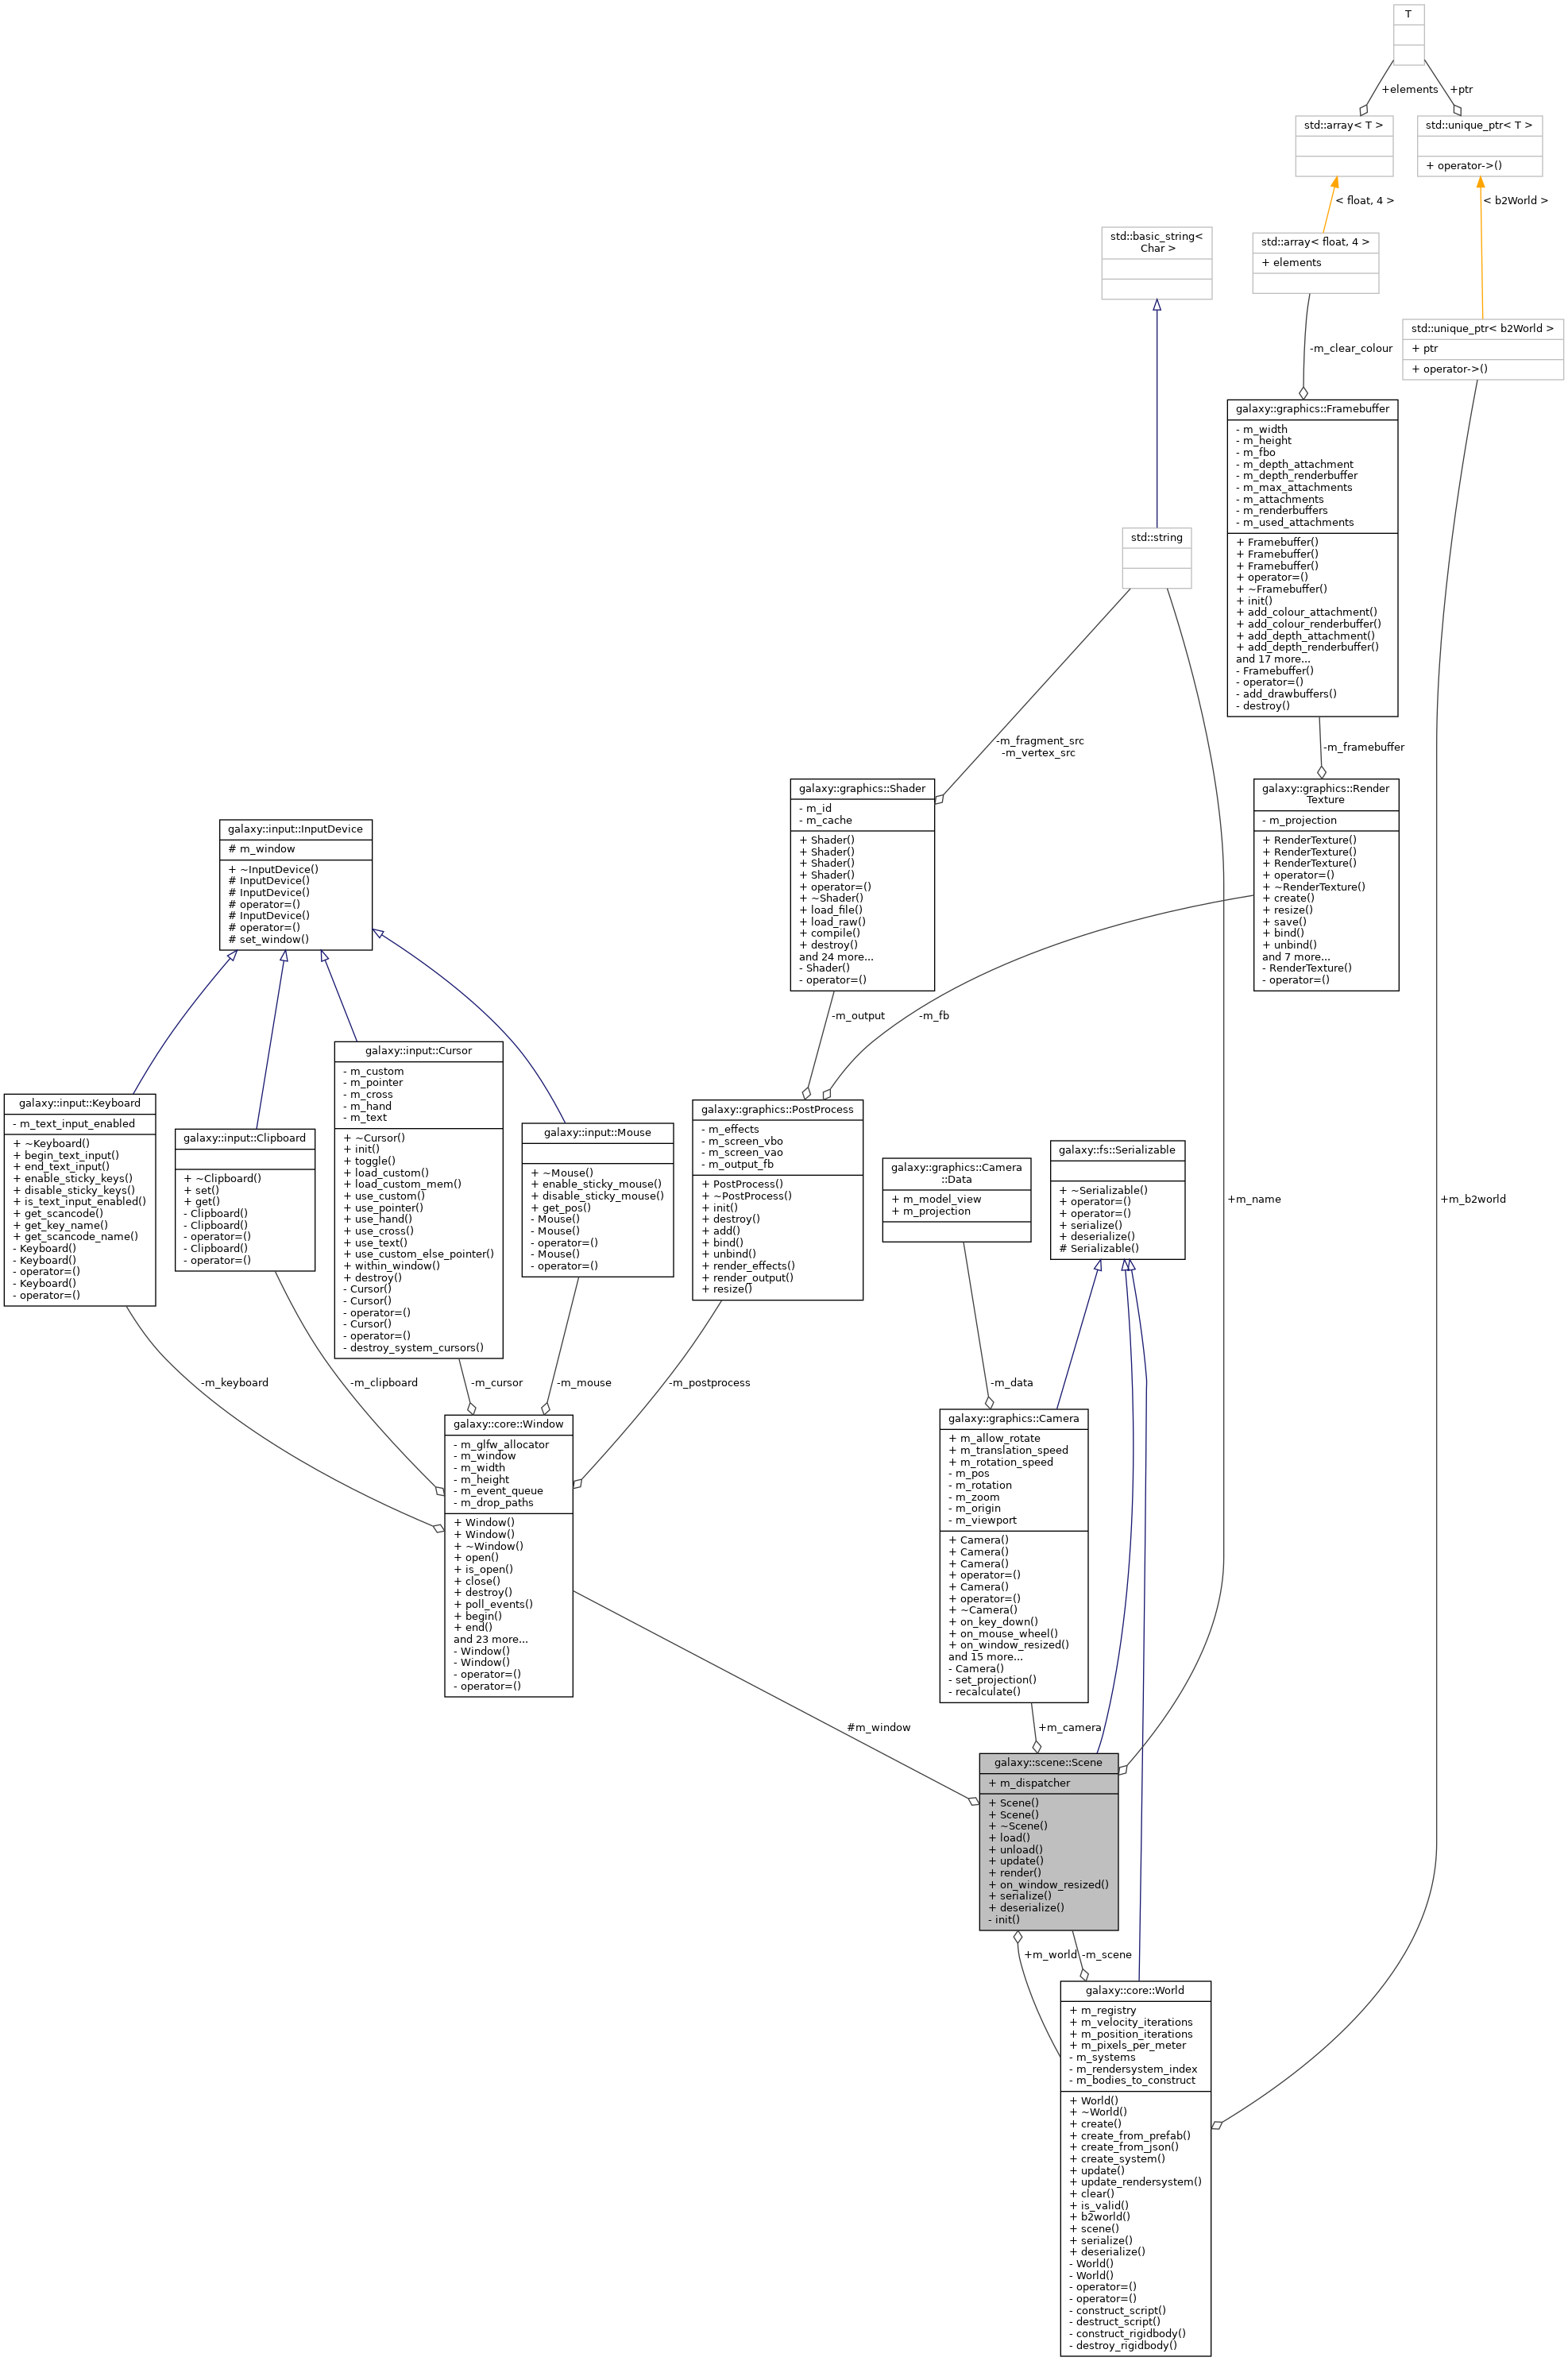 T
+elements
+ptr
std::array< T >
std::unique_ptr< T >
+ operator->()
< float, 4 >
< b2World >
std::basic_string<
Char >
std::array< float, 4 >
+ elements
std::unique_ptr< b2World >
+ ptr
+ operator->()
-m_clear_colour
galaxy::graphics::Framebuffer
- m_width
- m_height
- m_fbo
- m_depth_attachment
- m_depth_renderbuffer
- m_max_attachments
- m_attachments
- m_renderbuffers
- m_used_attachments
+ Framebuffer()
+ Framebuffer()
+ Framebuffer()
+ operator=()
+ ~Framebuffer()
+ init()
+ add_colour_attachment()
+ add_colour_renderbuffer()
+ add_depth_attachment()
+ add_depth_renderbuffer()
and 17 more...
- Framebuffer()
- operator=()
- add_drawbuffers()
- destroy()
std::string
-m_fragment_src
-m_vertex_src
-m_framebuffer
galaxy::graphics::Shader
- m_id
- m_cache
+ Shader()
+ Shader()
+ Shader()
+ Shader()
+ operator=()
+ ~Shader()
+ load_file()
+ load_raw()
+ compile()
+ destroy()
and 24 more...
- Shader()
- operator=()
galaxy::graphics::Render
Texture
- m_projection
+ RenderTexture()
+ RenderTexture()
+ RenderTexture()
+ operator=()
+ ~RenderTexture()
+ create()
+ resize()
+ save()
+ bind()
+ unbind()
and 7 more...
- RenderTexture()
- operator=()
galaxy::input::InputDevice
# m_window
+ ~InputDevice()
# InputDevice()
# InputDevice()
# operator=()
# InputDevice()
# operator=()
# set_window()
-m_output
-m_fb
galaxy::input::Keyboard
- m_text_input_enabled
+ ~Keyboard()
+ begin_text_input()
+ end_text_input()
+ enable_sticky_keys()
+ disable_sticky_keys()
+ is_text_input_enabled()
+ get_scancode()
+ get_key_name()
+ get_scancode_name()
- Keyboard()
- Keyboard()
- operator=()
- Keyboard()
- operator=()
galaxy::input::Clipboard
+ ~Clipboard()
+ set()
+ get()
- Clipboard()
- Clipboard()
- operator=()
- Clipboard()
- operator=()
galaxy::input::Cursor
- m_custom
- m_pointer
- m_cross
- m_hand
- m_text
+ ~Cursor()
+ init()
+ toggle()
+ load_custom()
+ load_custom_mem()
+ use_custom()
+ use_pointer()
+ use_hand()
+ use_cross()
+ use_text()
+ use_custom_else_pointer()
+ within_window()
+ destroy()
- Cursor()
- Cursor()
- operator=()
- Cursor()
- operator=()
- destroy_system_cursors()
galaxy::input::Mouse
+ ~Mouse()
+ enable_sticky_mouse()
+ disable_sticky_mouse()
+ get_pos()
- Mouse()
- Mouse()
- operator=()
- Mouse()
- operator=()
galaxy::graphics::PostProcess
- m_effects
- m_screen_vbo
- m_screen_vao
- m_output_fb
+ PostProcess()
+ ~PostProcess()
+ init()
+ destroy()
+ add()
+ bind()
+ unbind()
+ render_effects()
+ render_output()
+ resize()
galaxy::graphics::Camera
::Data
+ m_model_view
+ m_projection
galaxy::fs::Serializable
+ ~Serializable()
+ operator=()
+ operator=()
+ serialize()
+ deserialize()
# Serializable()
+m_name
+m_b2world
-m_keyboard
-m_clipboard
-m_cursor
-m_mouse
-m_postprocess
-m_data
galaxy::core::Window
- m_glfw_allocator
- m_window
- m_width
- m_height
- m_event_queue
- m_drop_paths
+ Window()
+ Window()
+ ~Window()
+ open()
+ is_open()
+ close()
+ destroy()
+ poll_events()
+ begin()
+ end()
and 23 more...
- Window()
- Window()
- operator=()
- operator=()
galaxy::graphics::Camera
+ m_allow_rotate
+ m_translation_speed
+ m_rotation_speed
- m_pos
- m_rotation
- m_zoom
- m_origin
- m_viewport
+ Camera()
+ Camera()
+ Camera()
+ operator=()
+ Camera()
+ operator=()
+ ~Camera()
+ on_key_down()
+ on_mouse_wheel()
+ on_window_resized()
and 15 more...
- Camera()
- set_projection()
- recalculate()
#m_window
+m_camera
galaxy::scene::Scene
+ m_dispatcher
+ Scene()
+ Scene()
+ ~Scene()
+ load()
+ unload()
+ update()
+ render()
+ on_window_resized()
+ serialize()
+ deserialize()
- init()
+m_world
-m_scene
galaxy::core::World
+ m_registry
+ m_velocity_iterations
+ m_position_iterations
+ m_pixels_per_meter
- m_systems
- m_rendersystem_index
- m_bodies_to_construct
+ World()
+ ~World()
+ create()
+ create_from_prefab()
+ create_from_json()
+ create_system()
+ update()
+ update_rendersystem()
+ clear()
+ is_valid()
+ b2world()
+ scene()
+ serialize()
+ deserialize()
- World()
- World()
- operator=()
- operator=()
- construct_script()
- destruct_script()
- construct_rigidbody()
- destroy_rigidbody()